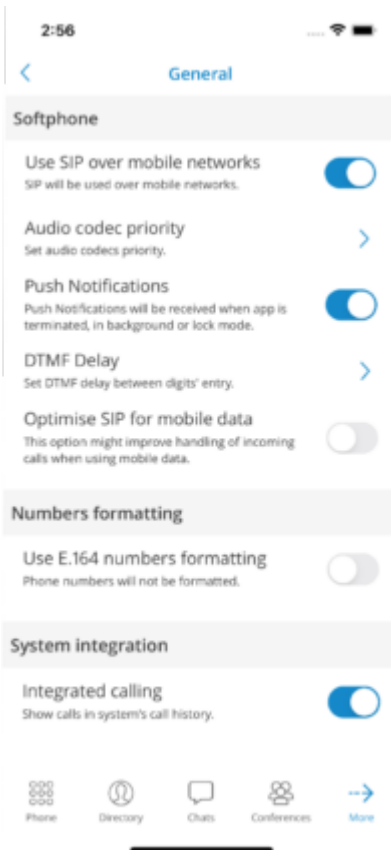 2:56
General
Softphone
Use SIP over mobile networks
SIP will be used over mobile networks.
Audio codec priority
Set audio codecs priority.
Push Notifications
Push Notifications will be received when app is
terminated, in background or lock mode.
DTMF Delay
Set DTMF delay between digits' entry.
Optimise SIP for mobile data
This option might improve handling of incoming
calls when using mobile data.
Numbers formatting
Use E.164 numbers formatting
Phone numbers will not be formatted.
System integration
Integrated calling
Show calls in system's call history.
Phone Directory Chats Conferences More